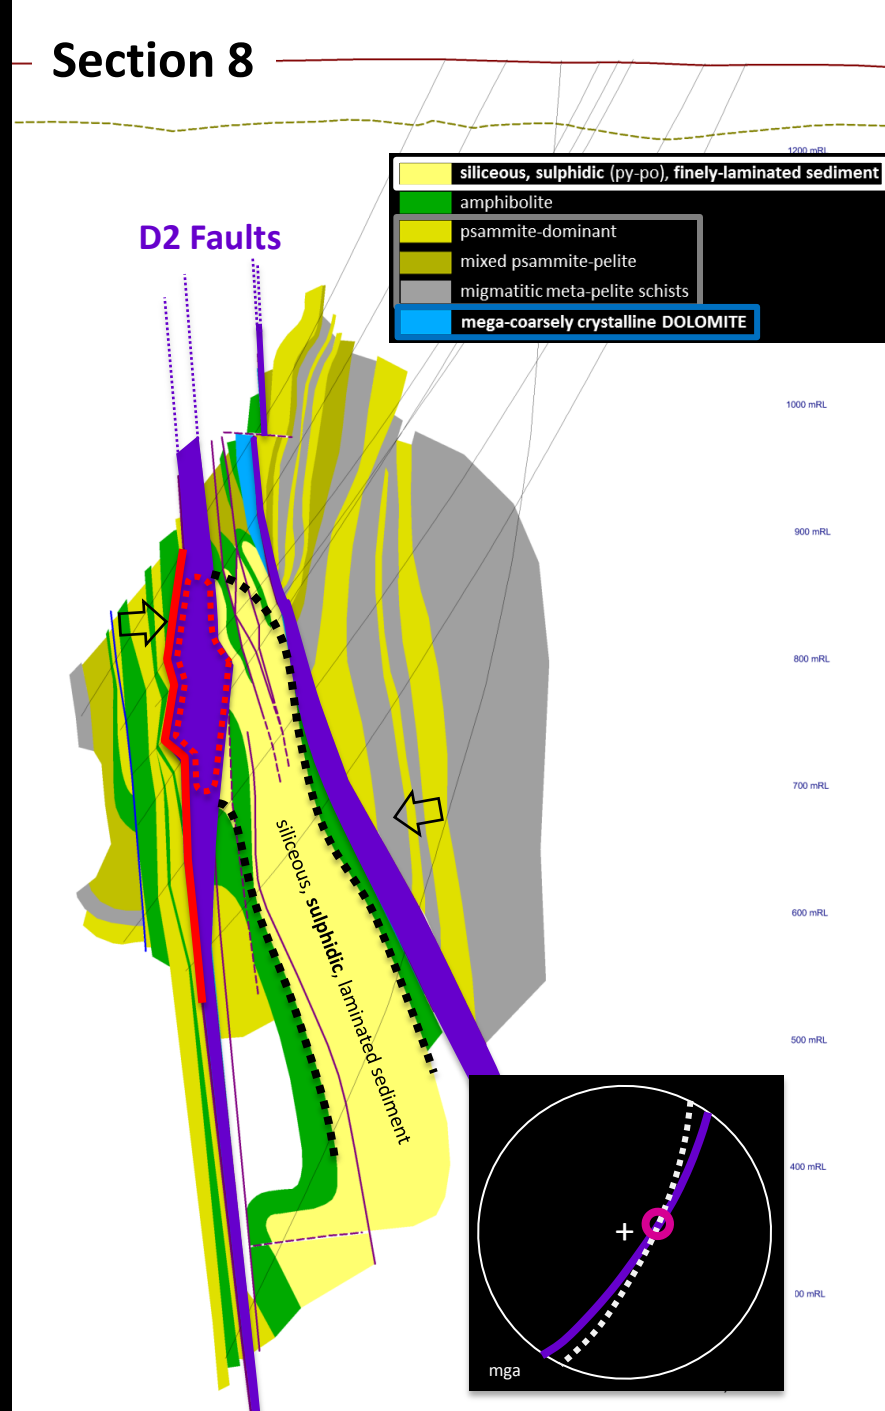 Section 8
1200 mRL
siliceous, sulphidic (py-po), finely-laminated sediment
amphibolite
psammite-dominant
mixed psammite-pelite
migmatitic meta-pelite schists
mega-coarsely crystalline DOLOMITE
D2 Faults
1000 mRL
900 mRL
800 mRL
700 mRL
siliceous, sulphidic, laminated sediment
600 mRL
500 mRL
400 mRL
00 mRL
mga